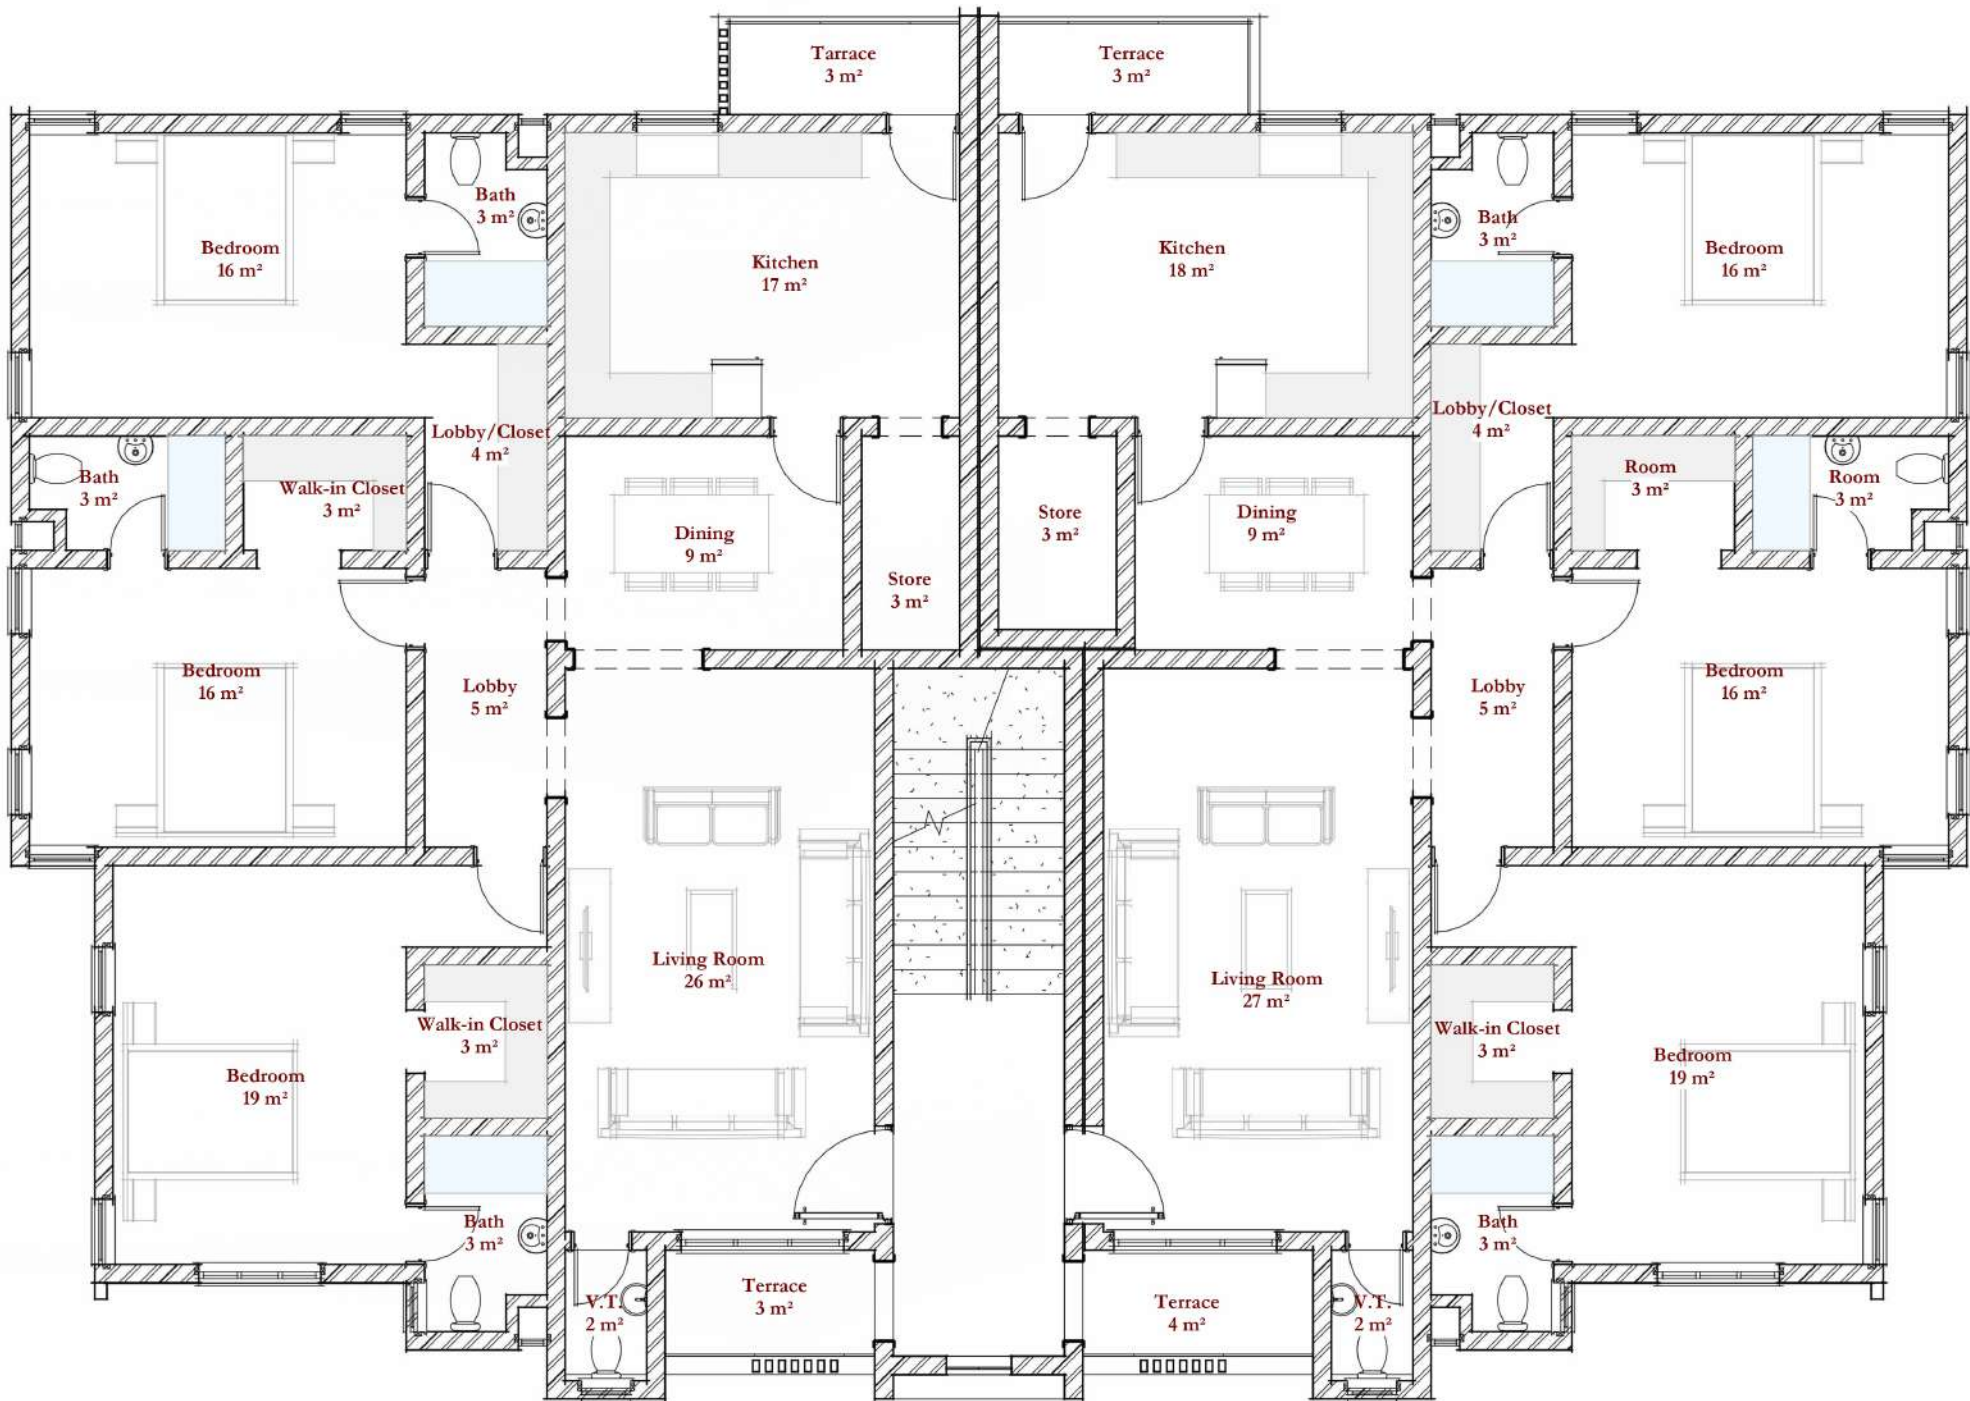 Tarrace
3 m²
Terrace
3 m²
Bath
3 m²
Bedroom
16 m²
Kitchen
17 m²
Kitchen
18 m²
Bath
3 m²
Bedroom
16 m²
Lobby/Closet
4 m²
Lobby/Closet
4 m²
Bath
3 m²
Walk-in Closet
3 m²
Room
3 m²
Room
3 m²
Dining
9 m²
Store
3 m²
Store
3 m²
Dining
9 m²
Bedroom
16 m²
Lobby
5 m²
Lobby
5 m²
Bedroom
16 m²
Living Room
26 m²
Living Room
27 m²
Walk-in Closet
3 m²
Walk-in Closet
3 m²
Bedroom
19 m²
Bedroom
19 m²
Bath
3 m²
Bath
3 m²
V.T.
2 m²
Terrace
3 m²
Terrace
4 m²
V.T.
2 m²